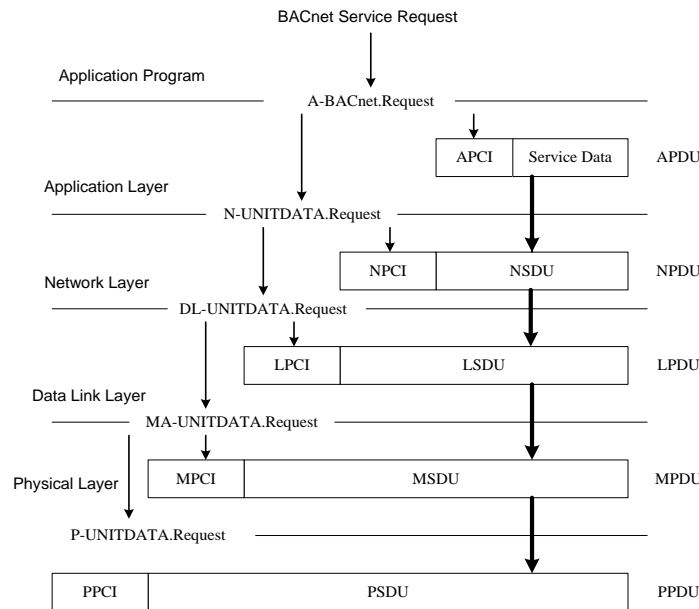 BACnet Service Request
Application Program
A-BACnet.Request
APCI Service Data APDU
Application Layer
N-UNITDATA.Request
NPCI NSDU NPDU
Network Layer
DL-UNITDATA.Request
LPCI LSDU LPDU
Data Link Layer
MA-UNITDATA.Request
MPCI MSDU MPDU
Physical Layer
P-UNITDATA.Request
PPCI PSDU PPDU